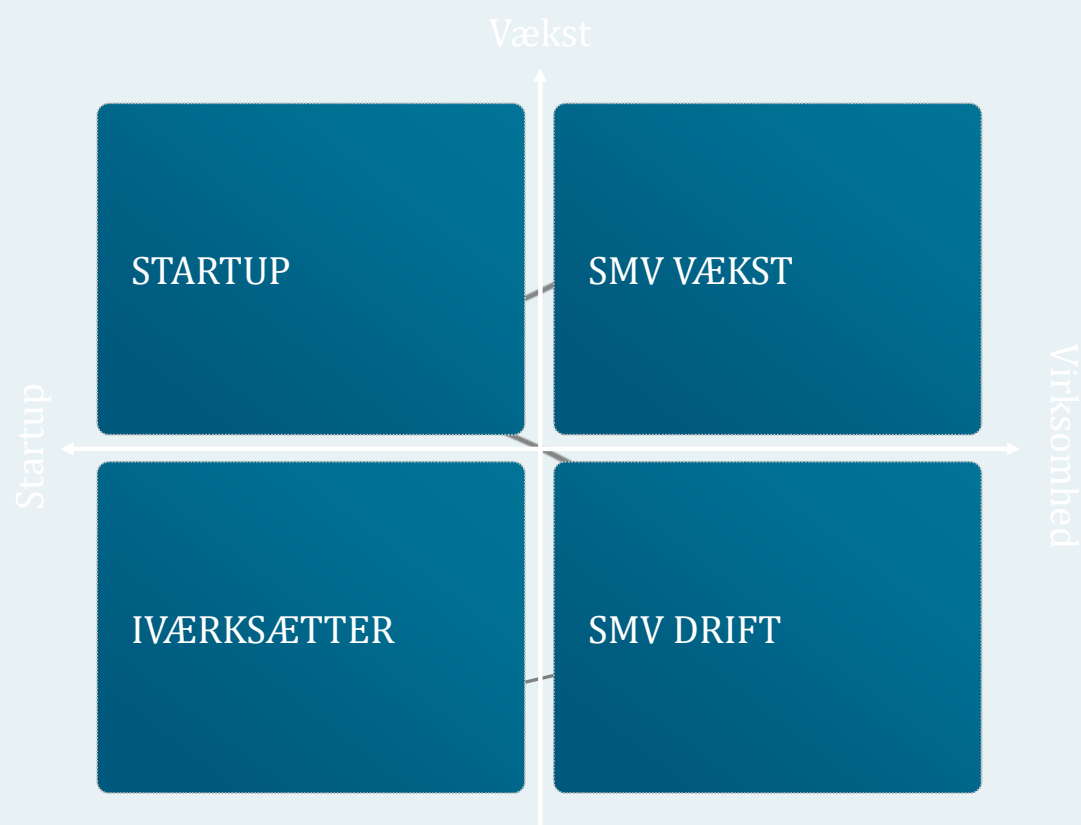 Vækst
STARTUP
SMV VÆKST
Startup
Virksomhed
IVÆRKSÆTTER
SMV DRIFT